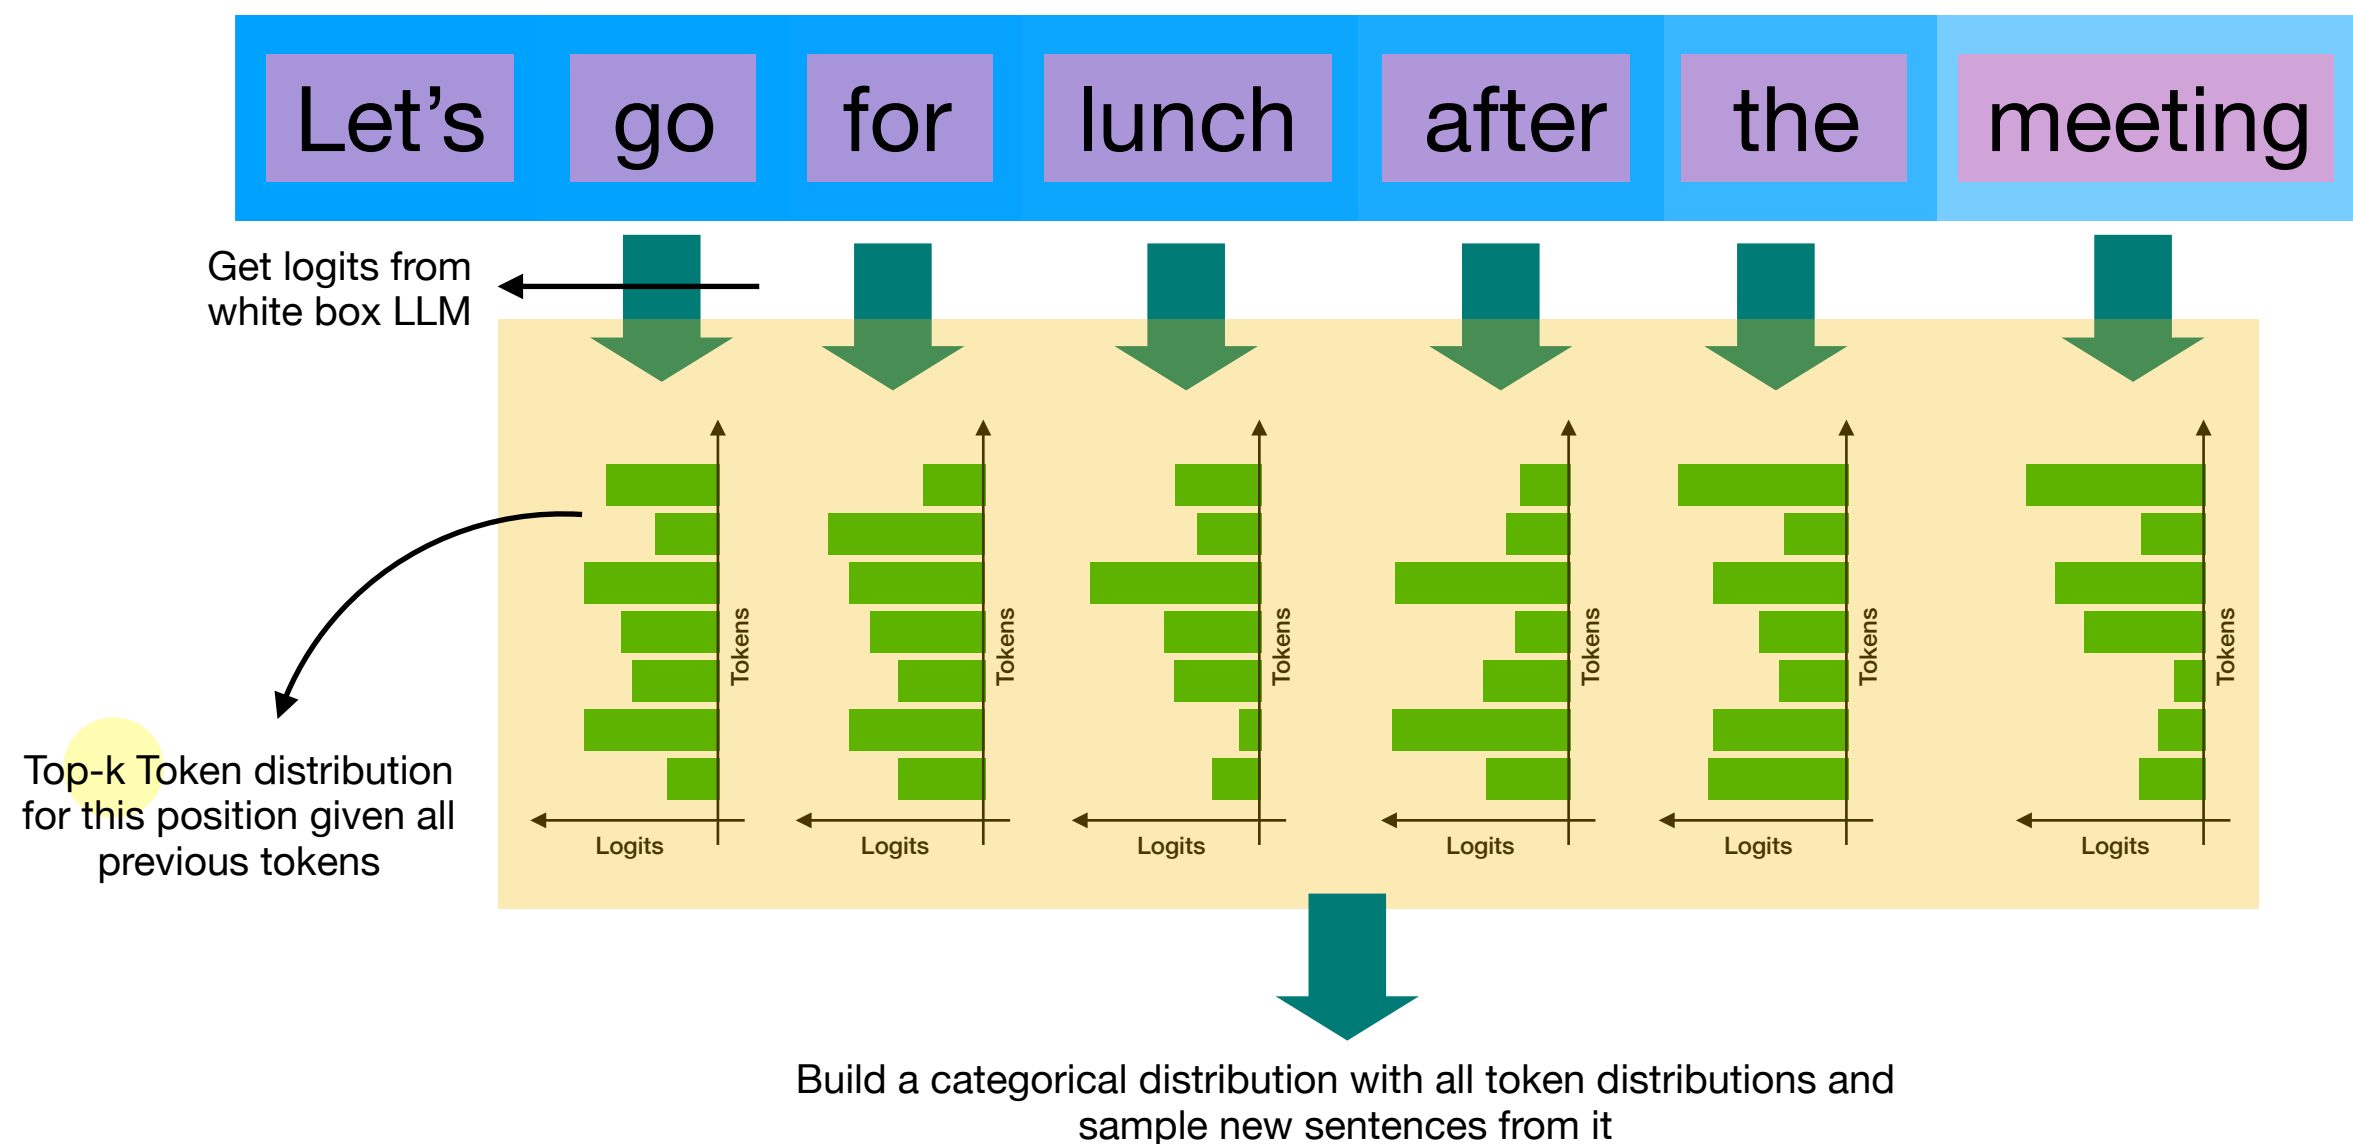 Let’s go for lunch after the meeting
Get logits from
white box LLM
Tokens
Tokens
Tokens
Tokens
Tokens
Tokens
Logits
Logits
Logits
Logits
Logits
Logits
Top-k Token distribution
for this position given all
previous tokens
Build a categorical distribution with all token distributions and
sample new sentences from it